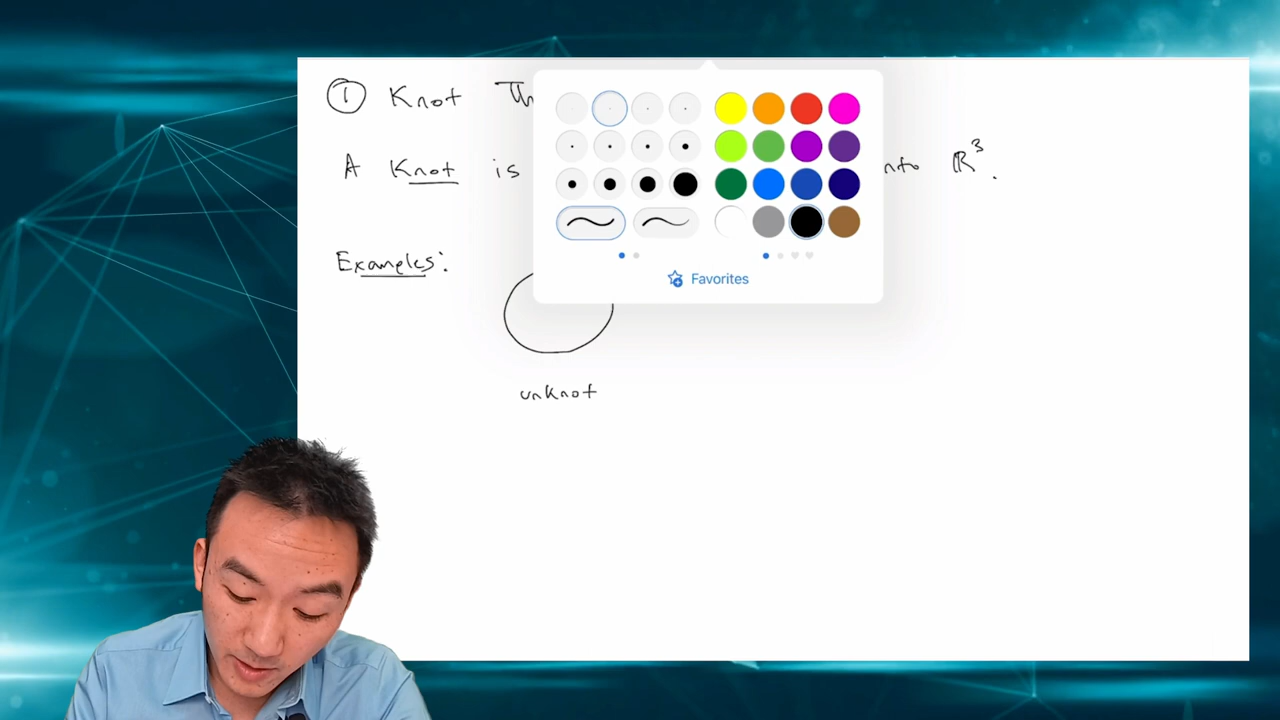 ① Knot Th
A Knot is nto ℝ³.
Examples:
Favorites
unknot